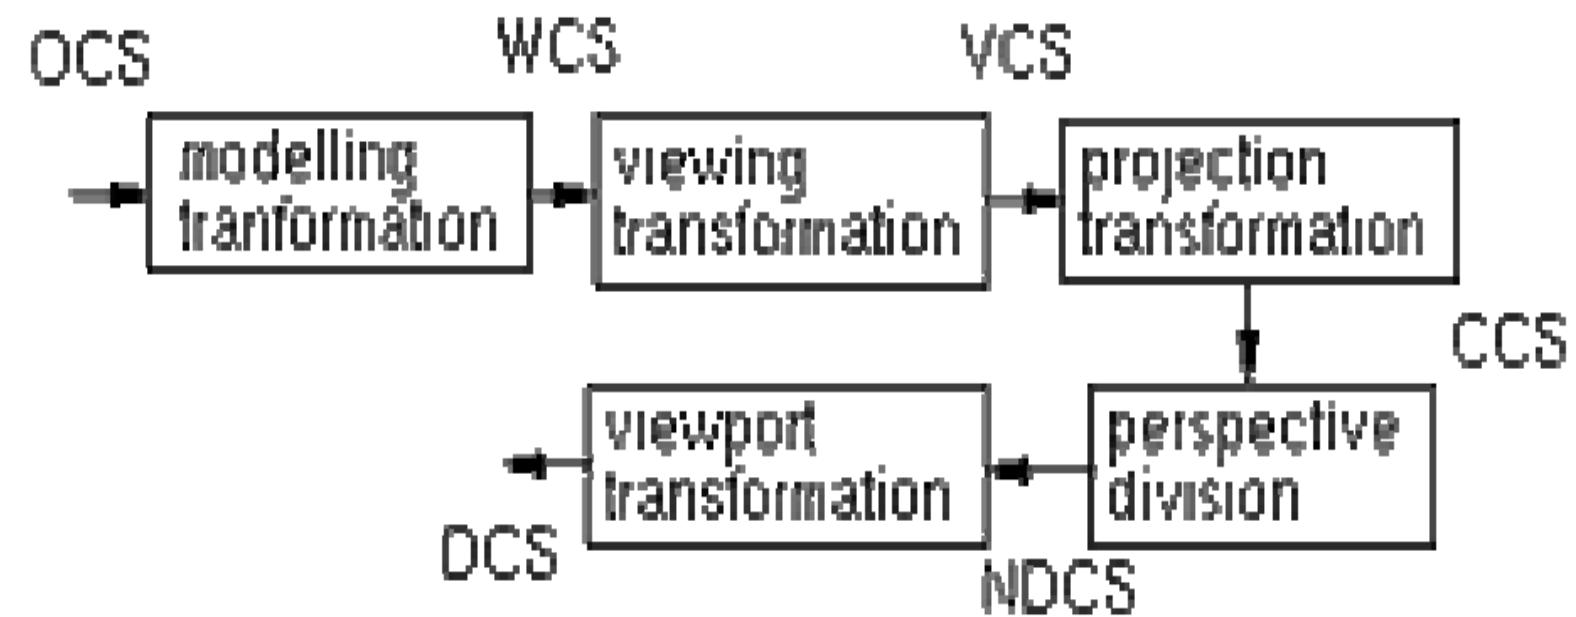 OCS
WCS
VCS
modelling
tranformation
viewing
transformation
projection
transformation
CCS
perspective
division
viewport
transformation
DCS
NDCS